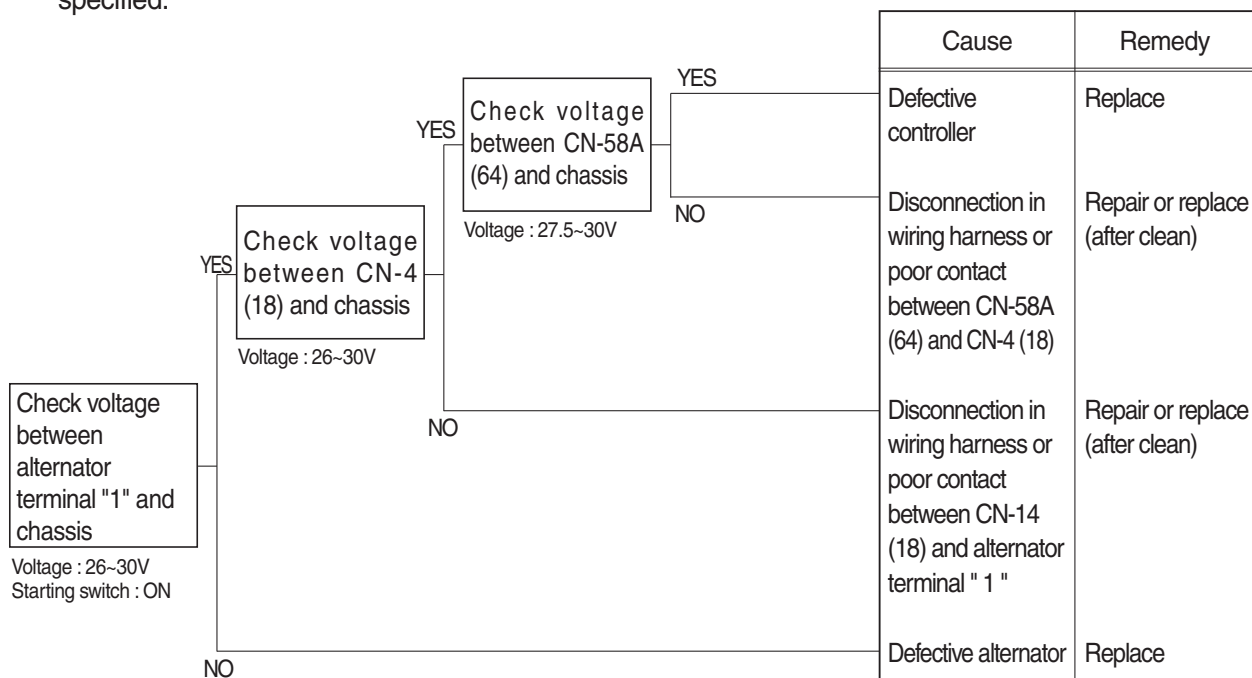 specified.
Cause
Remedy
YES
Defective
controller
Replace
Check voltage
between CN-58A
(64) and chassis
YES
Voltage : 27.5~30V
NO
Disconnection in
wiring harness or
poor contact
between CN-58A
(64) and CN-4 (18)
Repair or replace
(after clean)
Check voltage
between CN-4
(18) and chassis
YES
Voltage : 26~30V
NO
Disconnection in
wiring harness or
poor contact
between CN-14
(18) and alternator
terminal " 1 "
Repair or replace
(after clean)
Check voltage
between
alternator
terminal "1" and
chassis
Voltage : 26~30V
Starting switch : ON
NO
Defective alternator
Replace